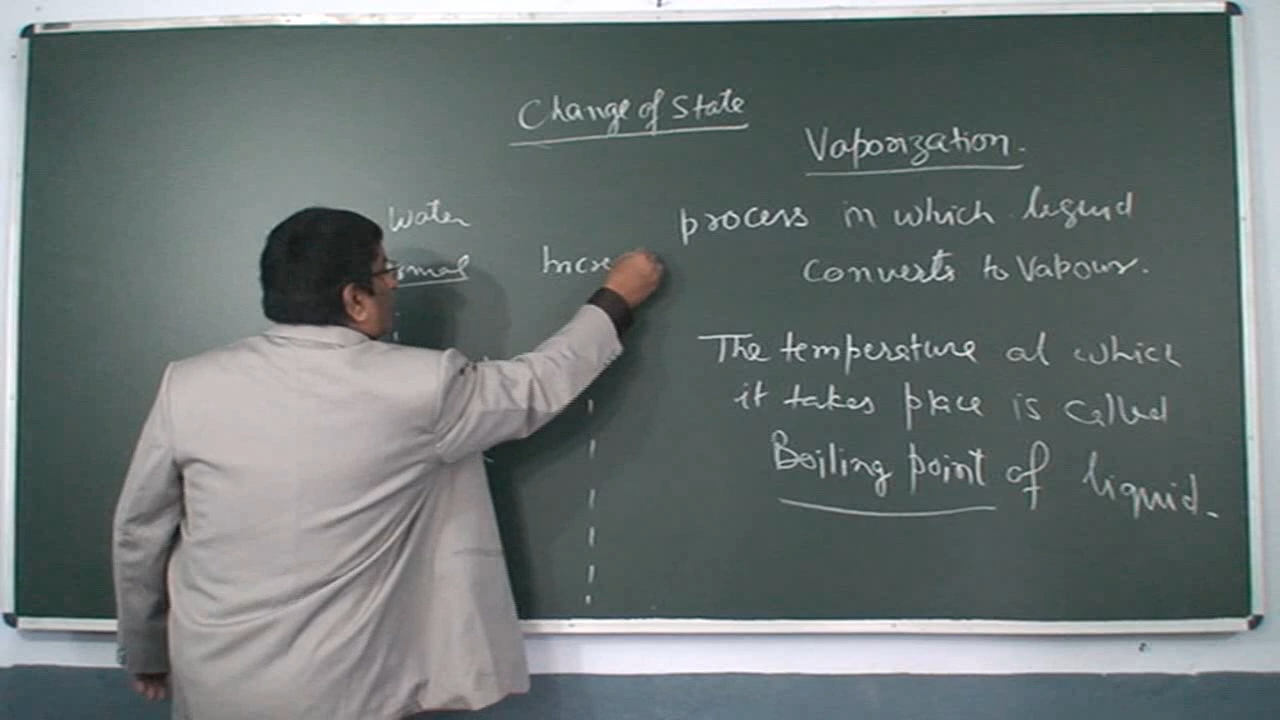 Change of State
Vaporization.
water
process in which liquid
Incre
converts to Vapour.
The temperature at which
it takes place is called
Boiling point of liquid.